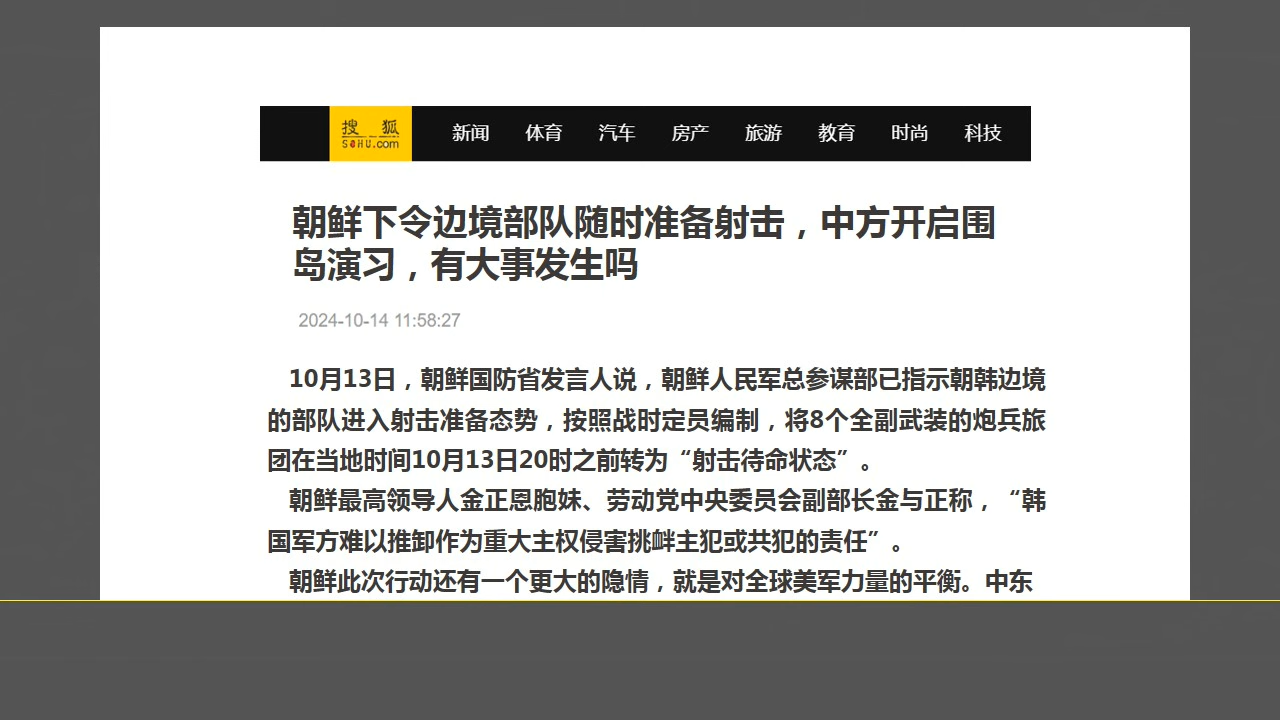 搜 狐
SOHU.com
新闻 体育 汽车 房产 旅游 教育 时尚 科技
朝鲜下令边境部队随时准备射击，中方开启围
岛演习，有大事发生吗
2024-10-14 11:58:27
10月13日，朝鲜国防省发言人说，朝鲜人民军总参谋部已指示朝韩边境
的部队进入射击准备态势，按照战时定员编制，将8个全副武装的炮兵旅
团在当地时间10月13日20时之前转为“射击待命状态”。
朝鲜最高领导人金正恩胞妹、劳动党中央委员会副部长金与正称，“韩
国军方难以推卸作为重大主权侵害挑衅主犯或共犯的责任”。
朝鲜此次行动还有一个更大的隐情，就是对全球美军力量的平衡。中东